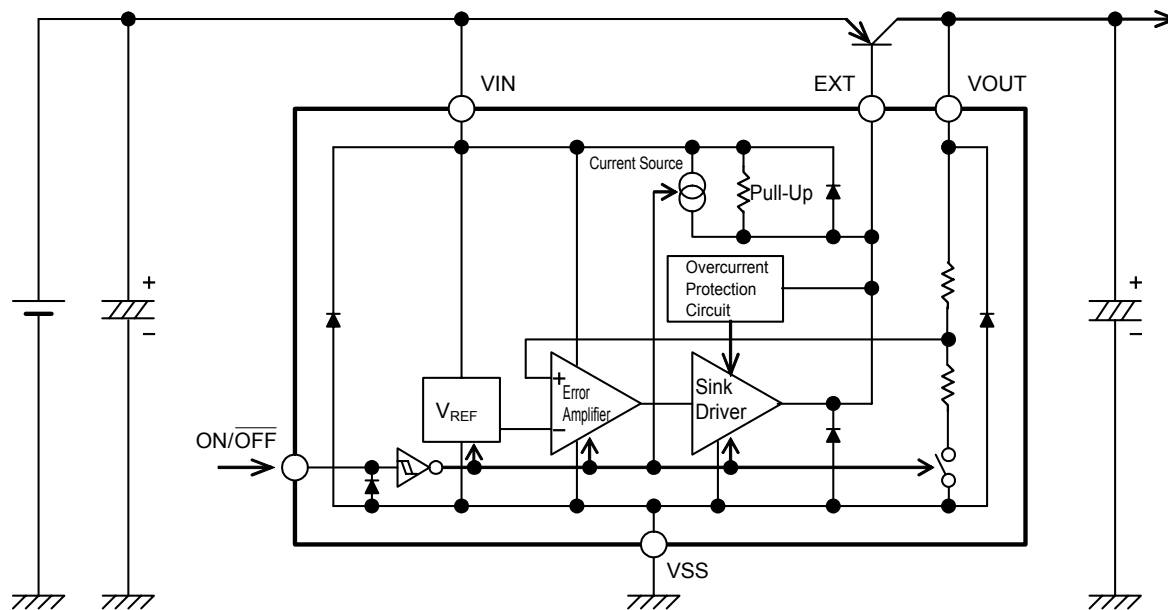 VIN
EXT
VOUT
Current Source
Pull-Up
Overcurrent
Protection
Circuit
+
−
+
−
+
−
Error
Amplifier
Sink
Driver
VREF
ON/OFF
VSS